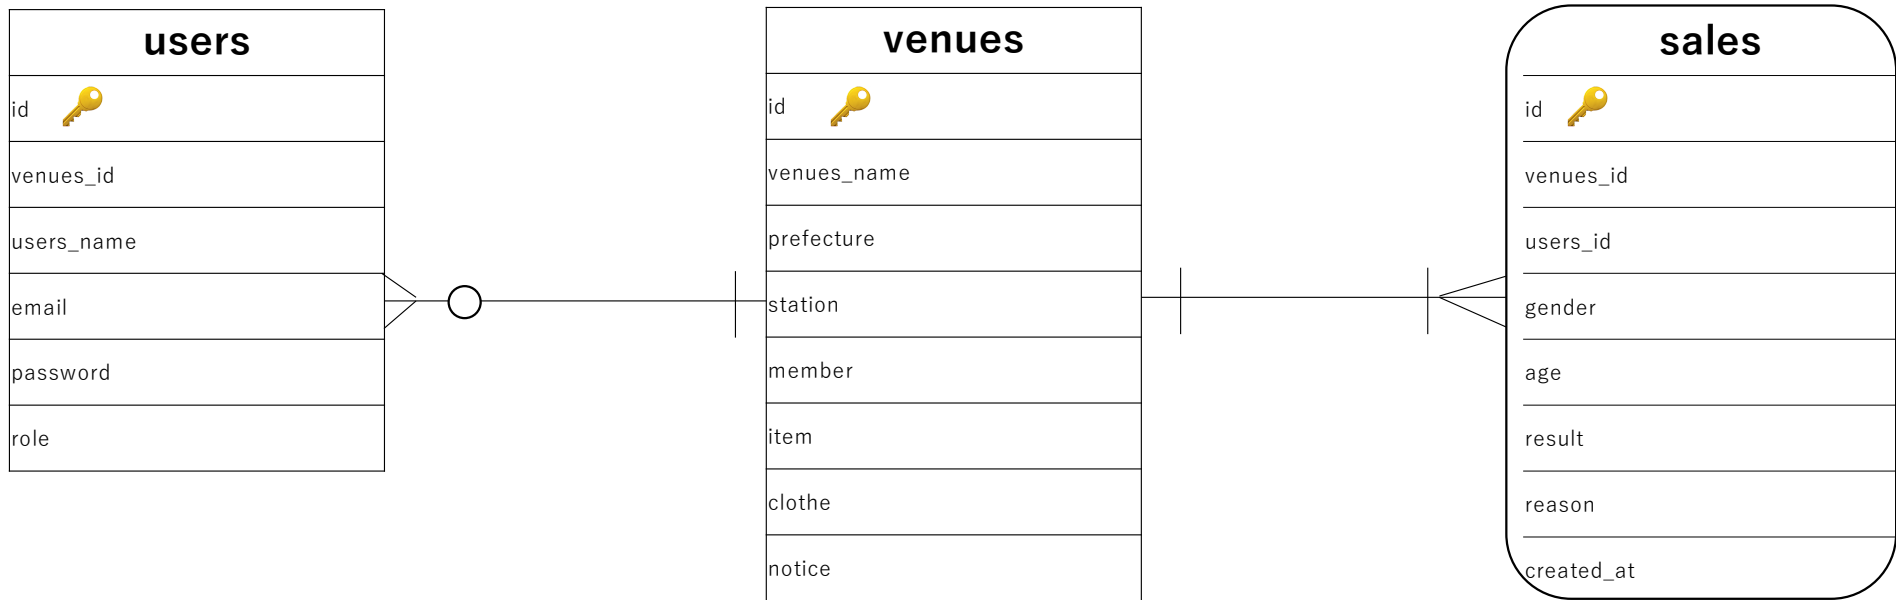 users
id
venues_id
users_name
email
password
role
venues
id
venues_name
prefecture
station
member
item
clothe
notice
sales
id
venues_id
users_id
gender
age
result
reason
created_at